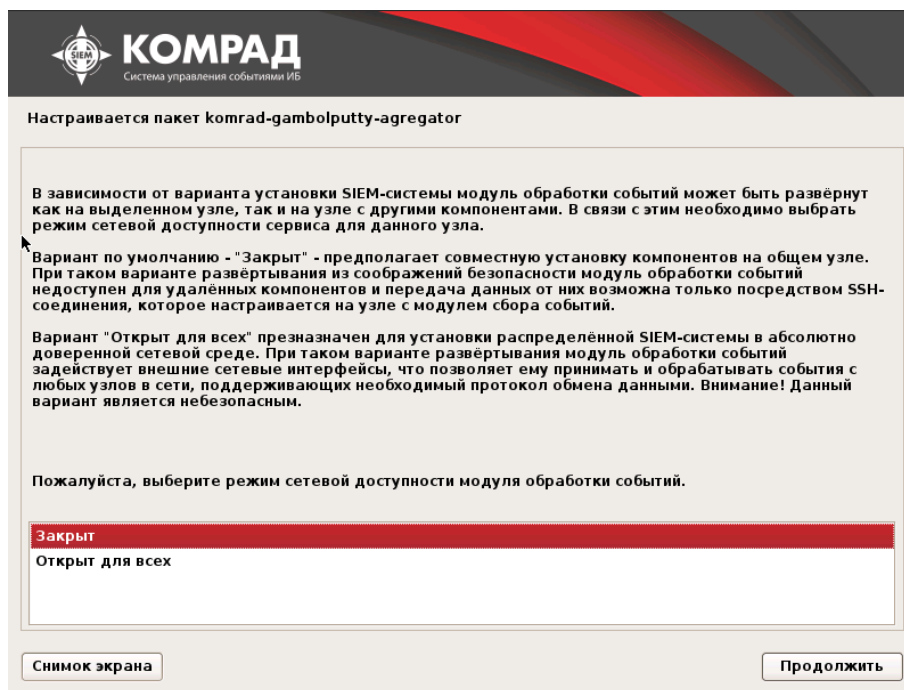 SIEM
КОМРАД
Система управления событиями ИБ
Настраивается пакет komrad-gambolputty-agregator
В зависимости от варианта установки SIEM-системы модуль обработки событий может быть развёрнут
как на выделенном узле, так и на узле с другими компонентами. В связи с этим необходимо выбрать
режим сетевой доступности сервиса для данного узла.
Вариант по умолчанию - "Закрыт" - предполагает совместную установку компонентов на общем узле.
При таком варианте развёртывания из соображений безопасности модуль обработки событий
недоступен для удалённых компонентов и передача данных от них возможна только посредством SSH-
соединения, которое настраивается на узле с модулем сбора событий.
Вариант "Открыт для всех" презназначен для установки распределённой SIEM-системы в абсолютно
доверенной сетевой среде. При таком варианте развёртывания модуль обработки событий
задействует внешние сетевые интерфейсы, что позволяет ему принимать и обрабатывать события с
любых узлов в сети, поддерживающих необходимый протокол обмена данными. Внимание! Данный
вариант является небезопасным.
Пожалуйста, выберите режим сетевой доступности модуля обработки событий.
Закрыт
Открыт для всех
Снимок экрана
Продолжить